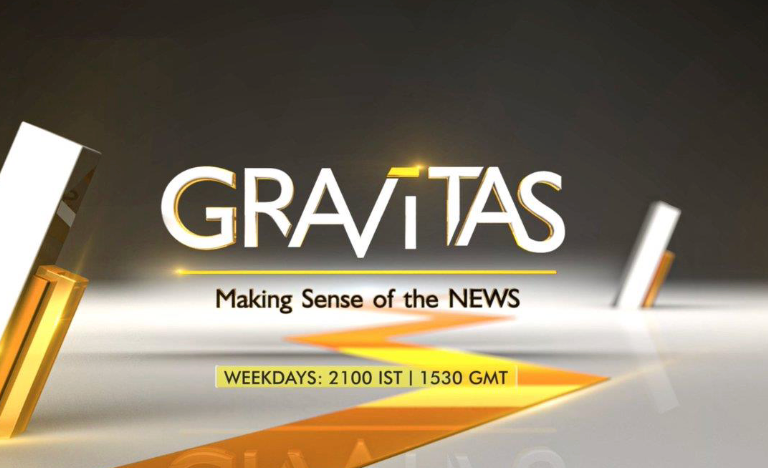 GRAVITAS
Making Sense of the NEWS
WEEKDAYS: 2100 IST | 1530 GMT